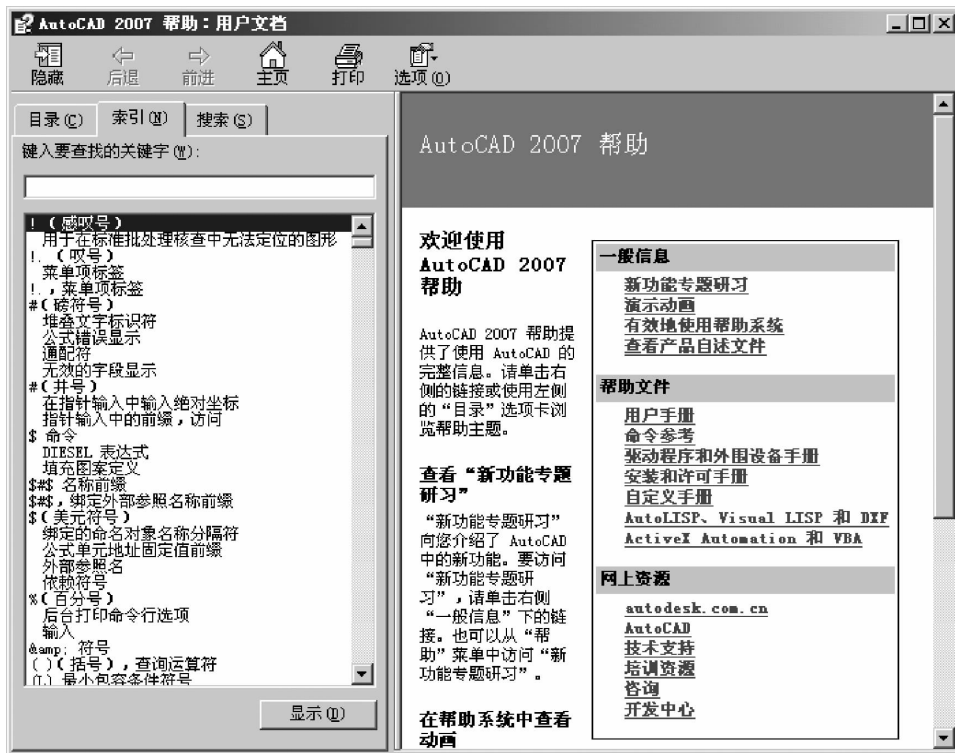 AutoCAD 2007 帮助：用户文档
隐藏 后退 前进 主页 打印 选项(O)
目录(C) 索引(N) 搜索(S)
键入要查找的关键字(W)：
!（感叹号）
用于在标准批处理核查中无法定位的图形
!.（叹号）
菜单项标签
!.，菜单项标签
#(磅符号)
堆叠文字标识符
公式错误显示
通配符
无效的字段显示
#(井号)
在指针输入中输入绝对坐标
指针输入中的前缀，访问
$ 命令
DIESEL 表达式
填充图案定义
$#$ 名称前缀
$#$，绑定外部参照名称前缀
$(美元符号)
绑定的命名对象名称分隔符
公式单元地址固定值前缀
外部参照名
依赖符号
%(百分号)
后台打印命令行选项
输入
&amp; 符号
()(括号)，查询运算符
最小包容条件符号
显示(D)
AutoCAD 2007 帮助
欢迎使用
AutoCAD 2007
帮助
AutoCAD 2007 帮助提
供了使用 AutoCAD 的
完整信息。请单击右
侧的链接或使用左侧
的“目录”选项卡浏
览帮助主题。
查看“新功能专题
研习”
“新功能专题研习”
向您介绍了 AutoCAD
中的新功能。要访问
“新功能专题研
习”，请单击右侧
“一般信息”下的链
接。也可以从“帮
助”菜单中访问“新
功能专题研习”。
在帮助系统中查看
动画
一般信息
新功能专题研习
演示动画
有效地使用帮助系统
查看产品自述文件
帮助文件
用户手册
命令参考
驱动程序和外围设备手册
安装和许可手册
自定义手册
AutoLISP、Visual LISP 和 DXF
ActiveX Automation 和 VBA
网上资源
autodesk.com.cn
AutoCAD
技术支持
培训资源
咨询
开发中心